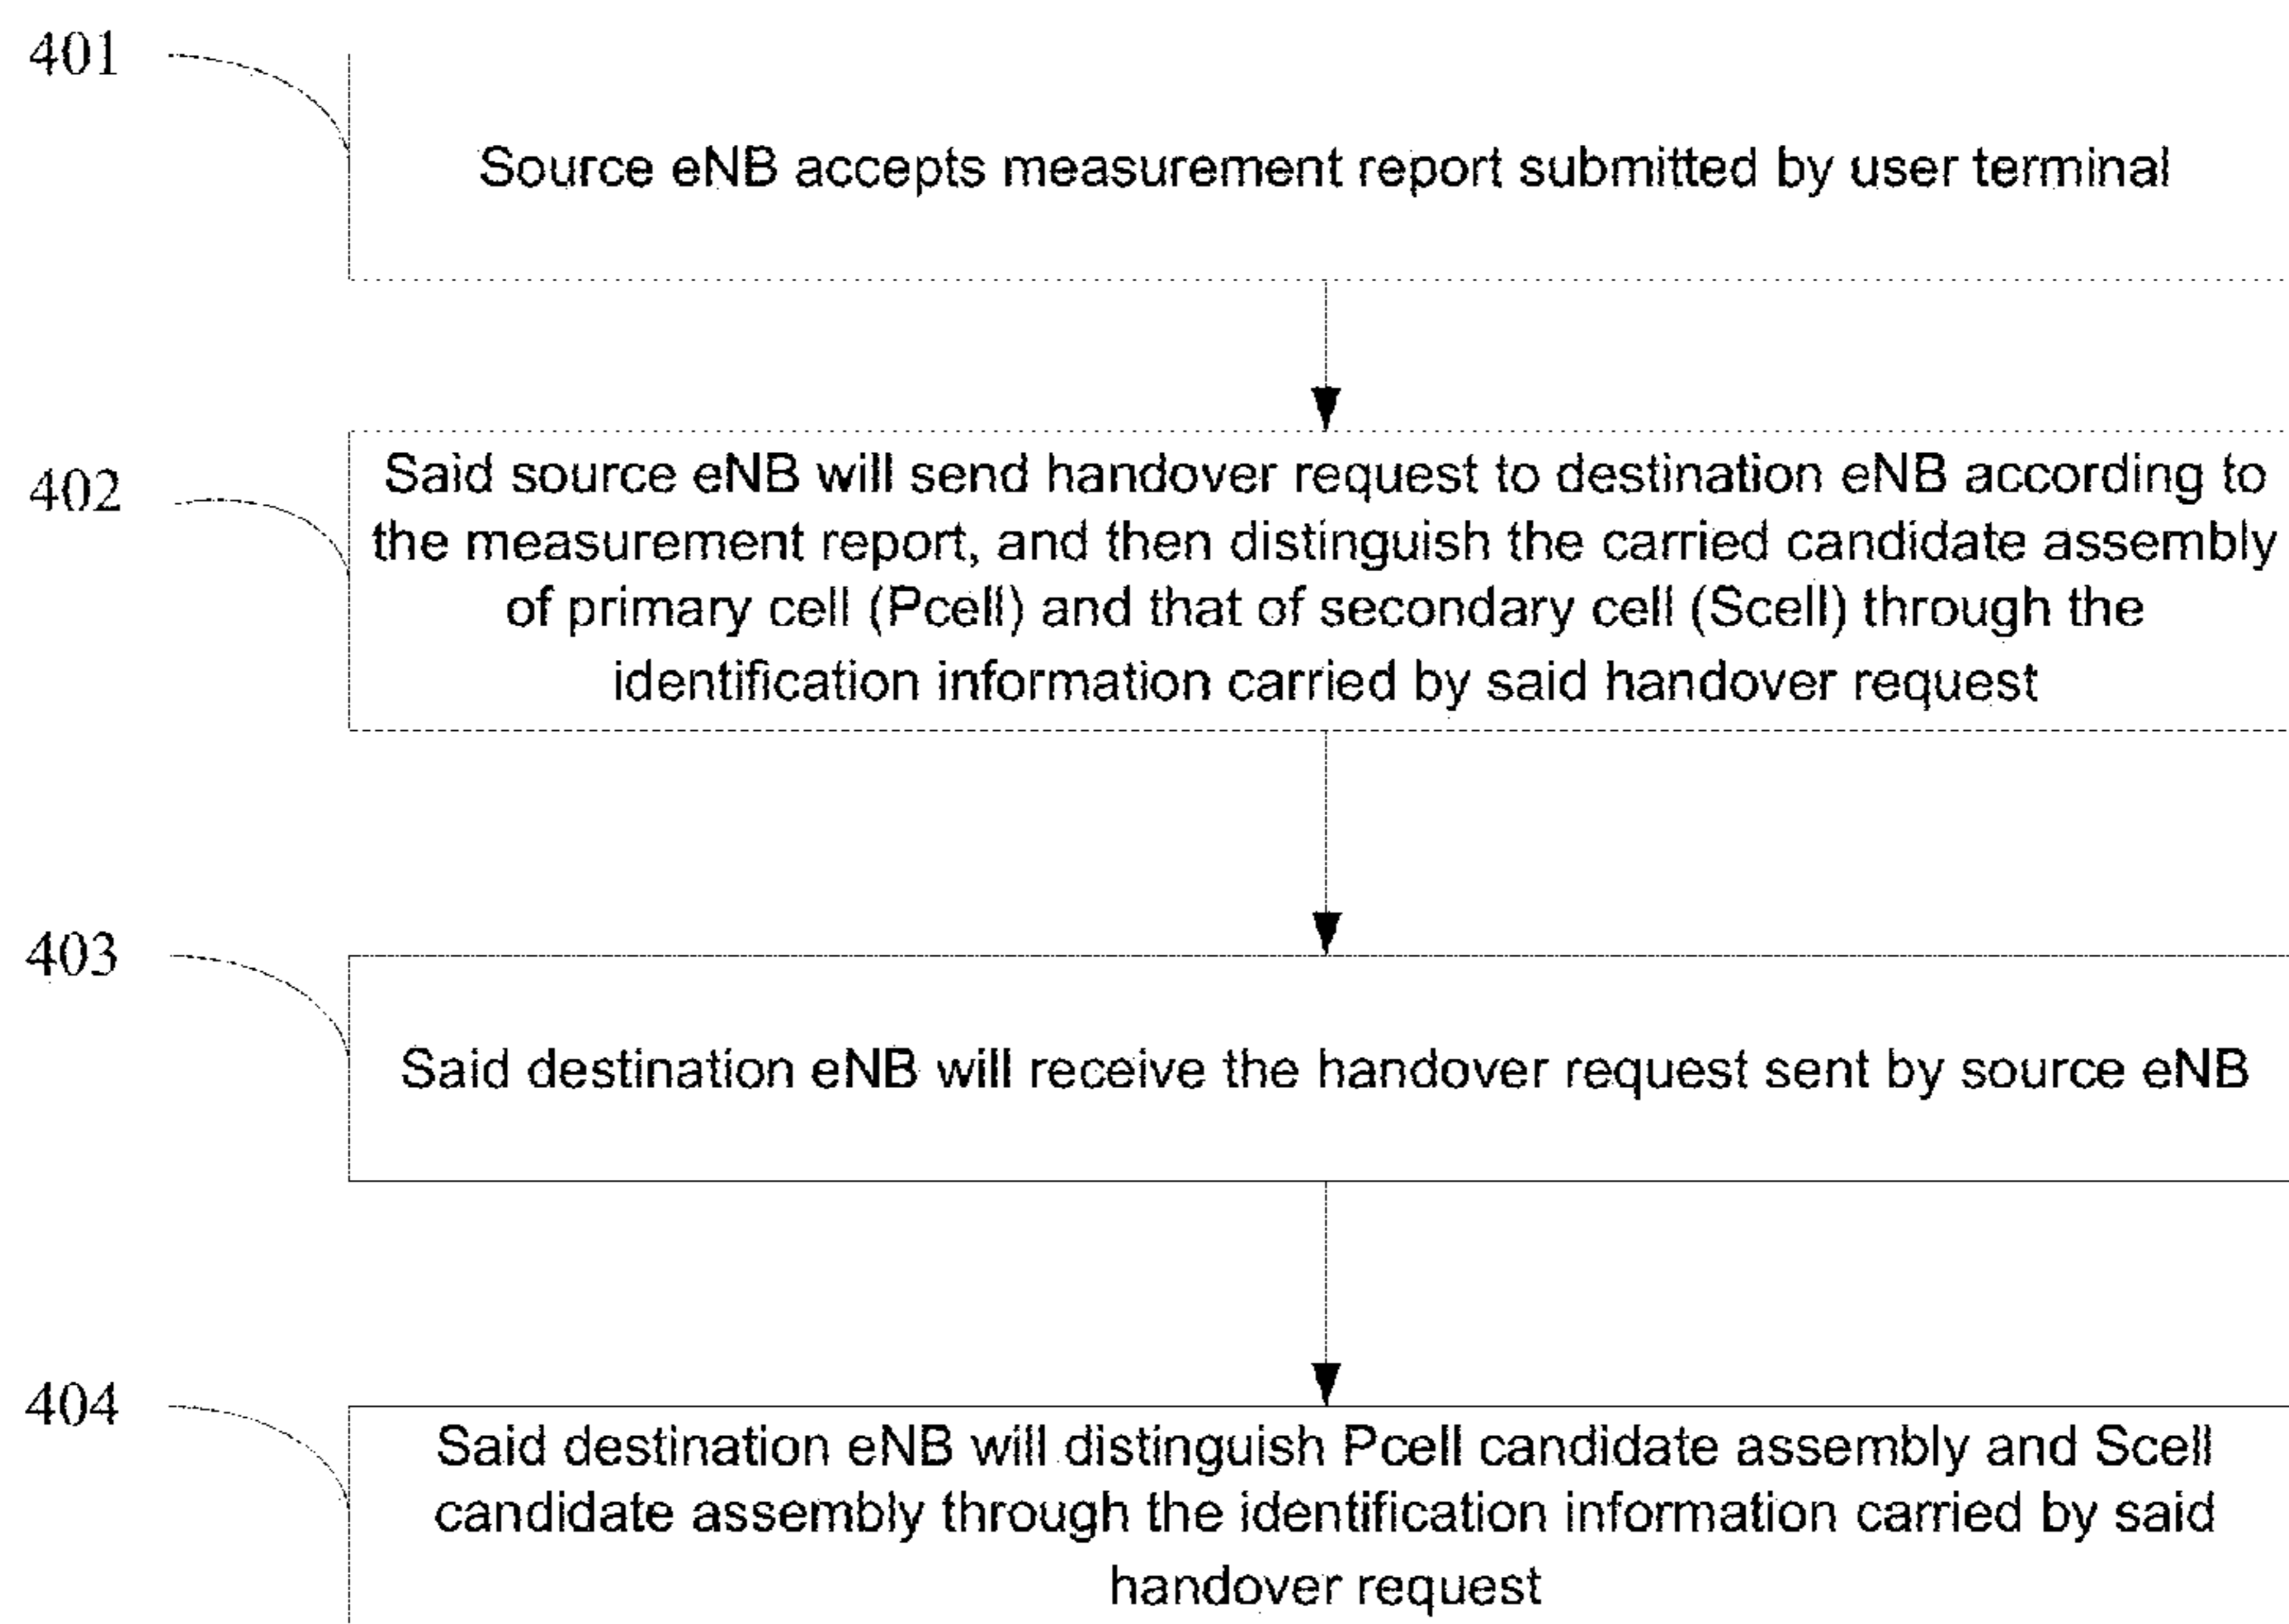 401
Source eNB accepts measurement report submitted by user terminal
402
Said source eNB will send handover request to destination eNB according to
the measurement report, and then distinguish the carried candidate assembly
of primary cell (Pcell) and that of secondary cell (Scell) through the
identification information carried by said handover request
403
Said destination eNB will receive the handover request sent by source eNB
404
Said destination eNB will distinguish Pcell candidate assembly and Scell
candidate assembly through the identification information carried by said
handover request